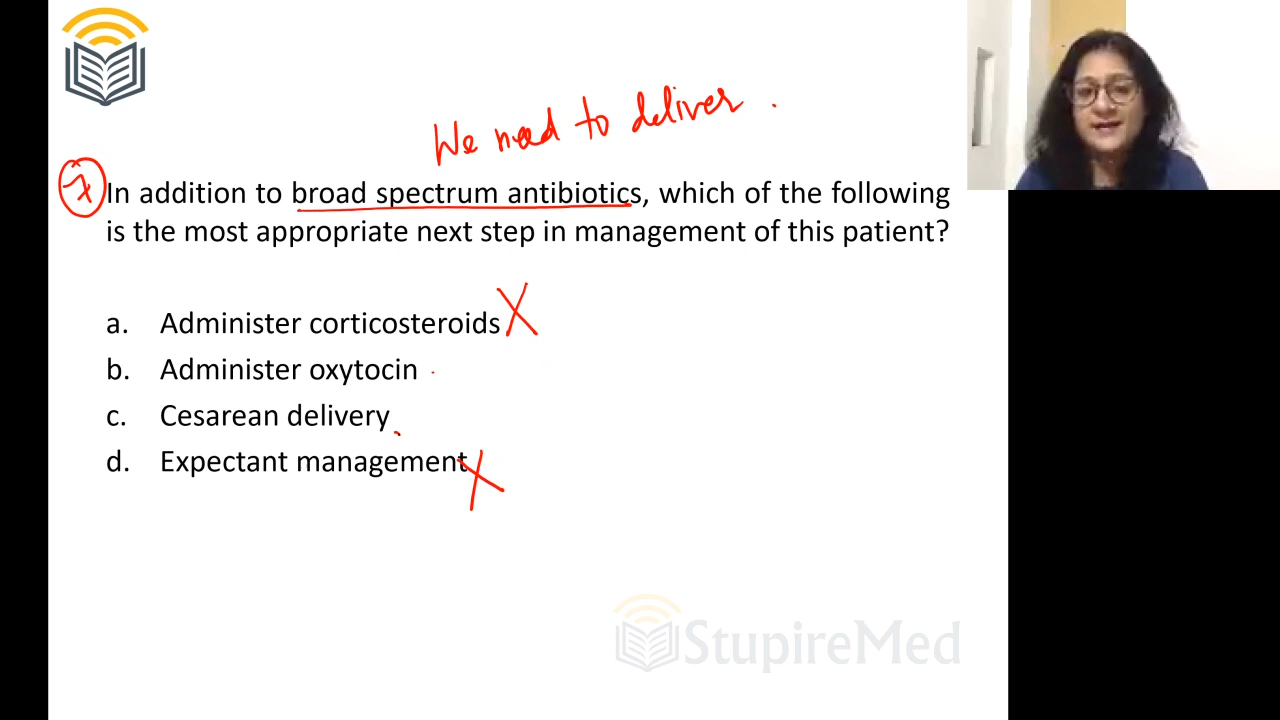 We need to deliver.
7 In addition to broad spectrum antibiotics, which of the following
is the most appropriate next step in management of this patient?
a. Administer corticosteroids X
b. Administer oxytocin
c. Cesarean delivery
d. Expectant management X
StupireMed